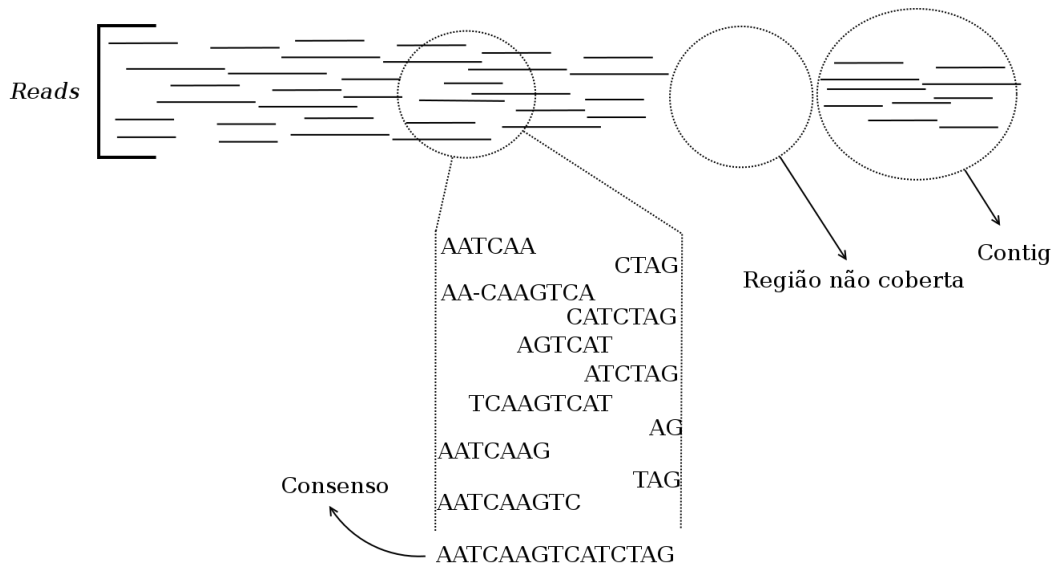 Reads
AATCAA
CTAG
Contig
Região não coberta
AA-CAAGTCA
CATCTAG
AGTCAT
ATCTAG
TCAAGTCAT
AG
AATCAAG
TAG
Consenso
AATCAAGTC
AATCAAGTCATCTAG